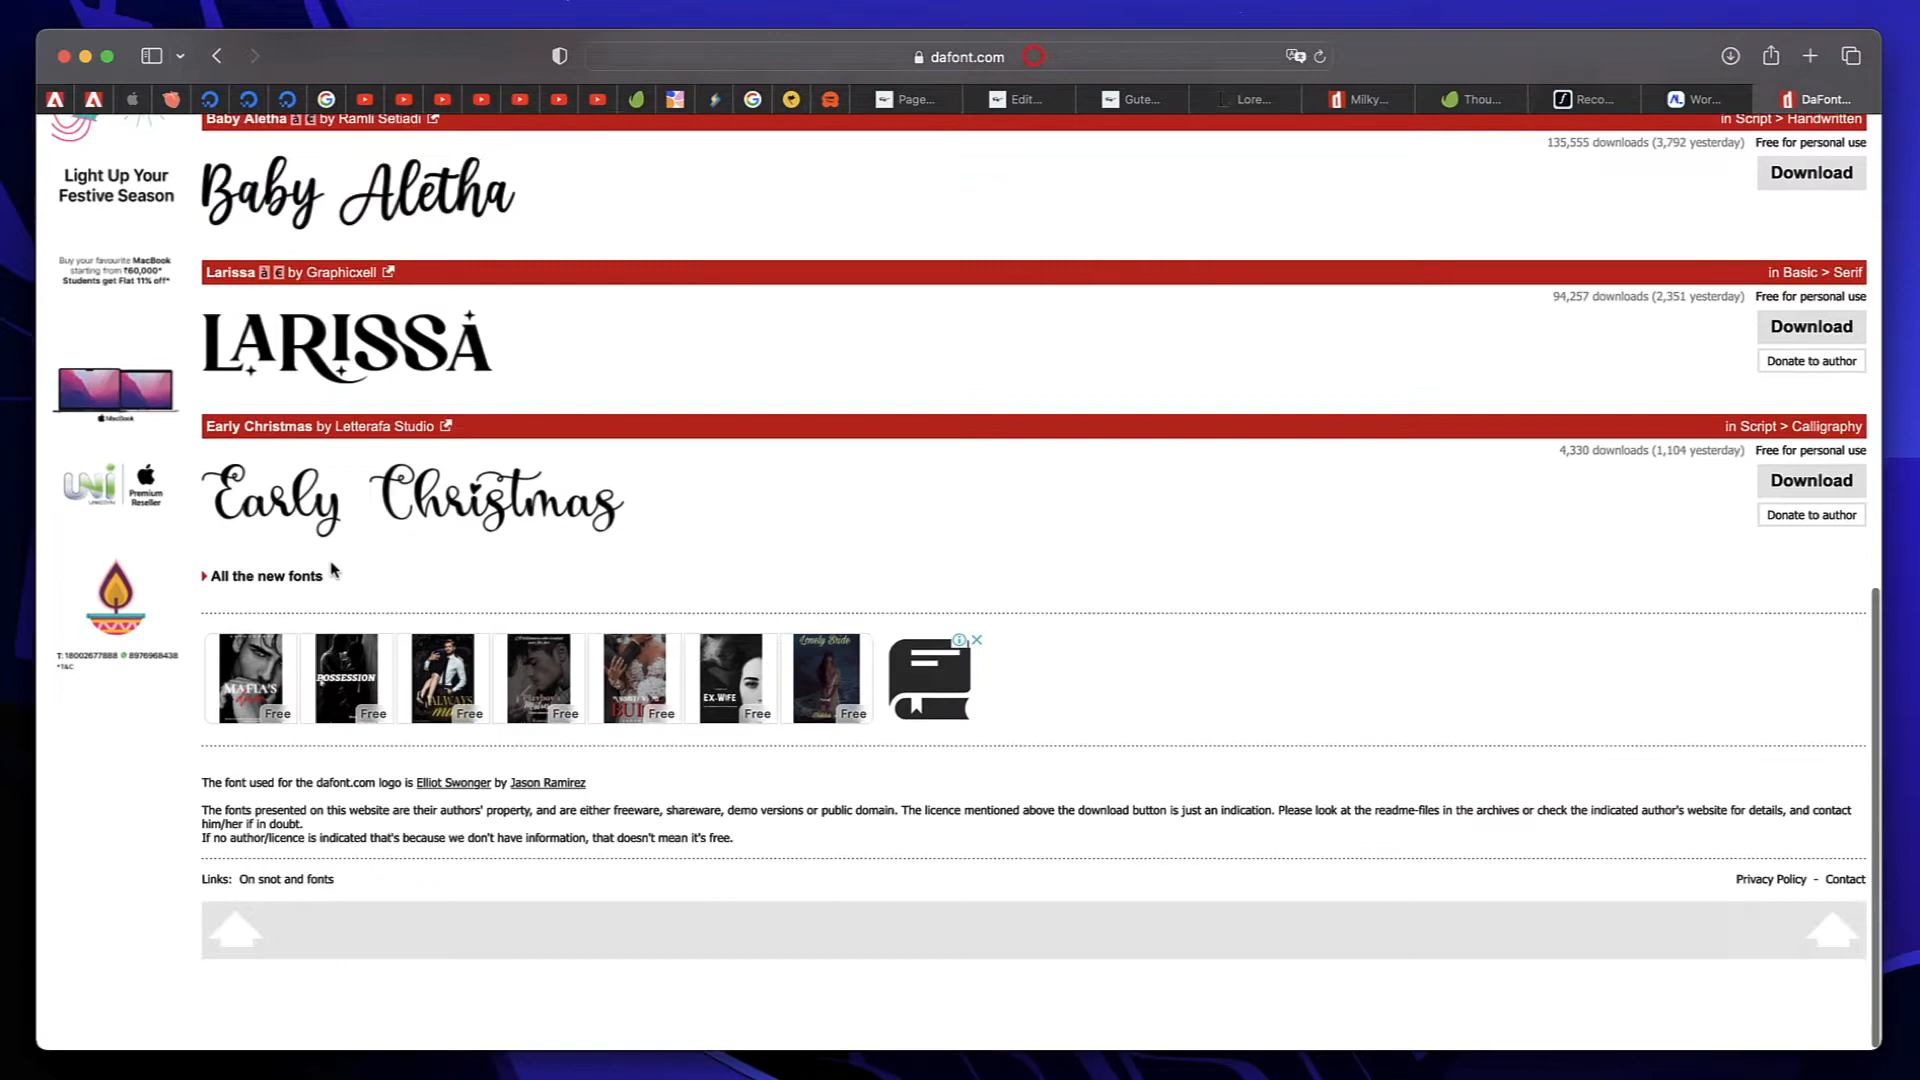 dafont.com
Page...
Edit...
Gute...
Lore...
Milky...
Thou...
Reco...
Wor...
DaFont...
Baby Aletha à € by Ramli Setiadi
in Script > Handwritten
135,555 downloads (3,792 yesterday) Free for personal use
Download
Baby Aletha
Light Up Your
Festive Season
Buy your favourite MacBook
starting from ₹60,000*
Students get Flat 11% off*
Larissa à € by Graphicxell
in Basic > Serif
94,257 downloads (2,351 yesterday) Free for personal use
Download
Donate to author
LARISSA
MacBook
Early Christmas by Letterafa Studio
in Script > Calligraphy
4,330 downloads (1,104 yesterday) Free for personal use
Download
Donate to author
Early Christmas
UNI
Premium
Reseller
All the new fonts
T: 18002677888 8976968438
*T&C
MAFIA'S
Free
POSSESSION
Free
ALWAYS
Free
Free
Free
EX-WIFE
Free
Lonely Bride
Free
The font used for the dafont.com logo is Elliot Swonger by Jason Ramirez
The fonts presented on this website are their authors' property, and are either freeware, shareware, demo versions or public domain. The licence mentioned above the download button is just an indication. Please look at the readme-files in the archives or check the indicated author's website for details, and contact
him/her if in doubt.
If no author/licence is indicated that's because we don't have information, that doesn't mean it's free.
Links: On snot and fonts
Privacy Policy - Contact